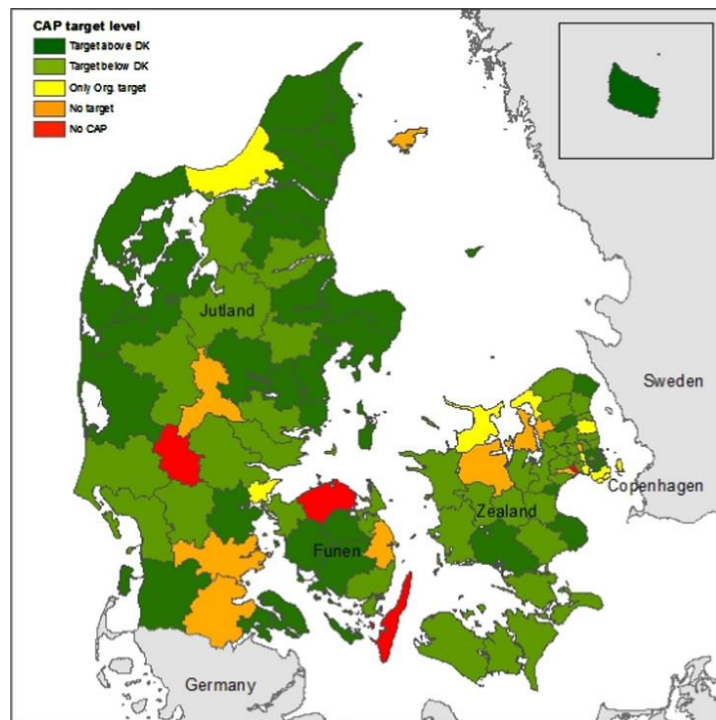 CAP target level
Target above DK
Target below DK
Only Org. target
No target
No CAP
Jutland
Sweden
Copenhagen
Zealand
Funen
Germany